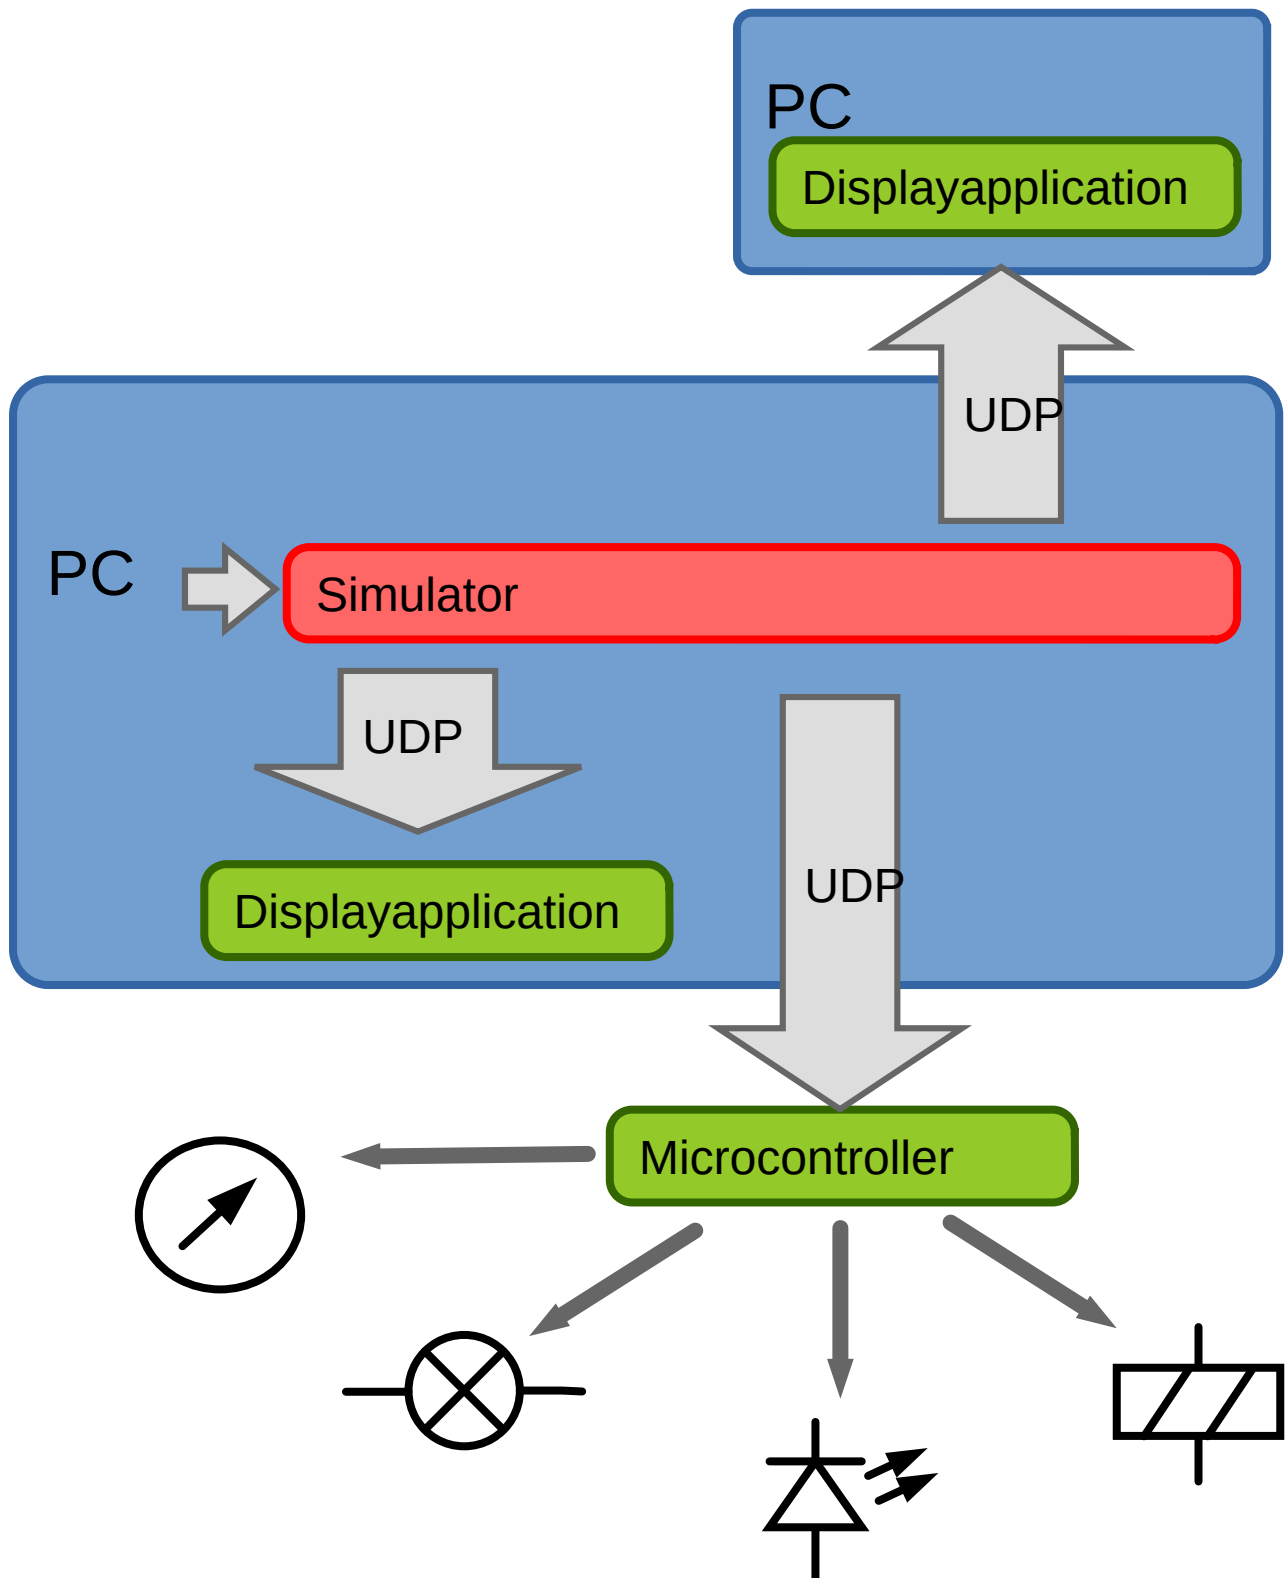 PC
Displayapplication
UDP
PC
Simulator
UDP
UDP
Displayapplication
Microcontroller